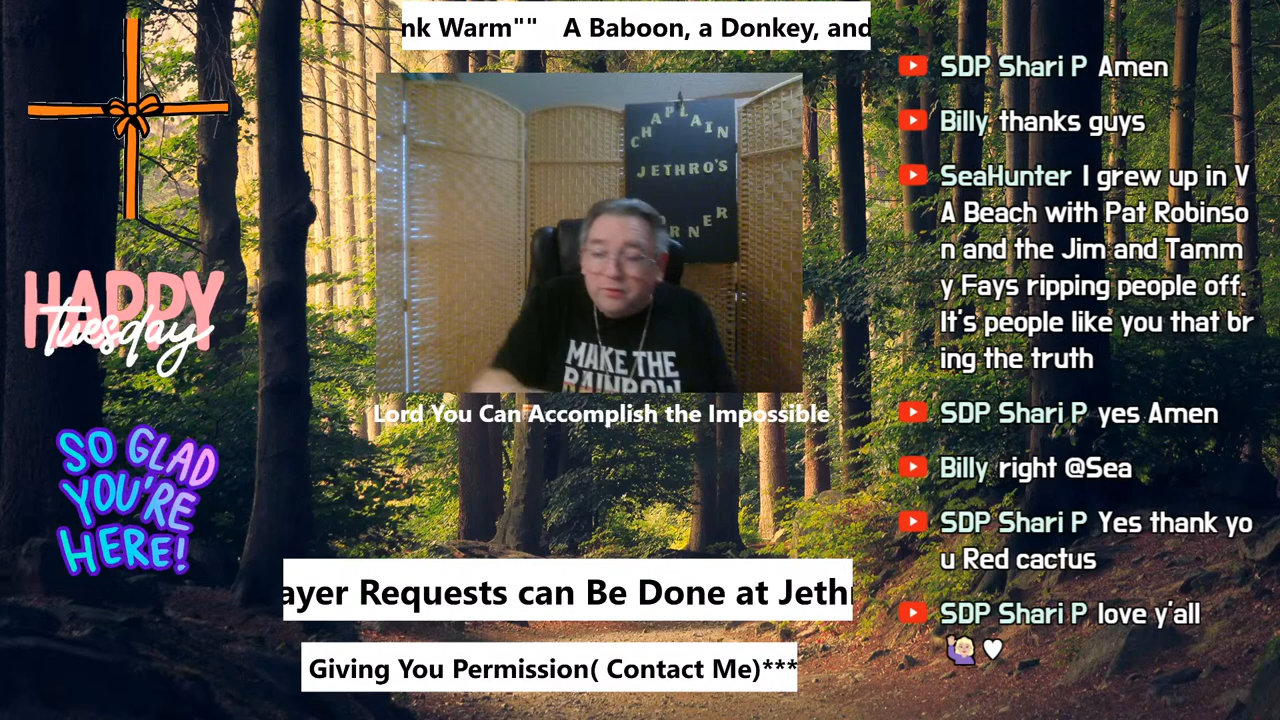 nk Warm""    A Baboon, a Donkey, and
CHAPLAIN
JETHRO'S
RNER
MAKE THE
RAINBOW
Lord You Can Accomplish the Impossible
HAPPY
tuesday
SO GLAD
YOU'RE
HERE!
ayer Requests can Be Done at Jeth
Giving You Permission( Contact Me)***
SDP Shari P Amen
Billy thanks guys
SeaHunter I grew up in V
A Beach with Pat Robinso
n and the Jim and Tamm
y Fays ripping people off.
It's people like you that br
ing the truth
SDP Shari P yes Amen
Billy right @Sea
SDP Shari P Yes thank yo
u Red cactus
SDP Shari P love y'all